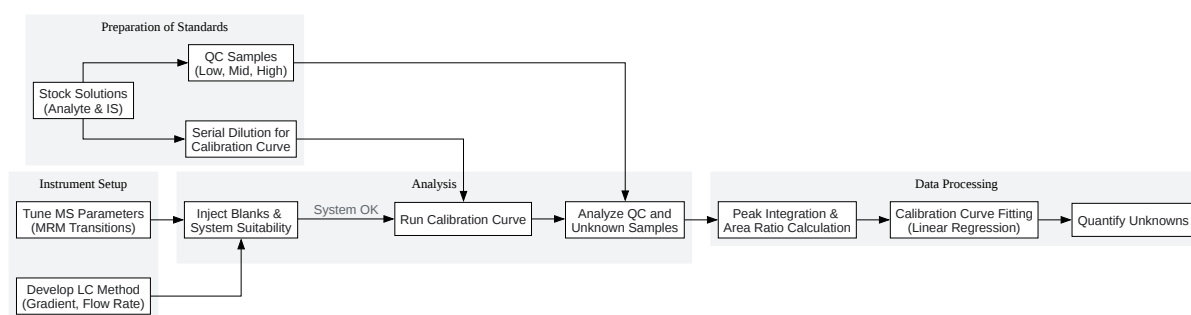 Preparation of Standards
QC Samples
(Low, Mid, High)
Stock Solutions
(Analyte & IS)
Serial Dilution for
Calibration Curve
Instrument Setup
Tune MS Parameters
(MRM Transitions)
Develop LC Method
(Gradient, Flow Rate)
Analysis
Inject Blanks &
System Suitability
System OK
Run Calibration Curve
Analyze QC and
Unknown Samples
Data Processing
Peak Integration &
Area Ratio Calculation
Calibration Curve Fitting
(Linear Regression)
Quantify Unknowns